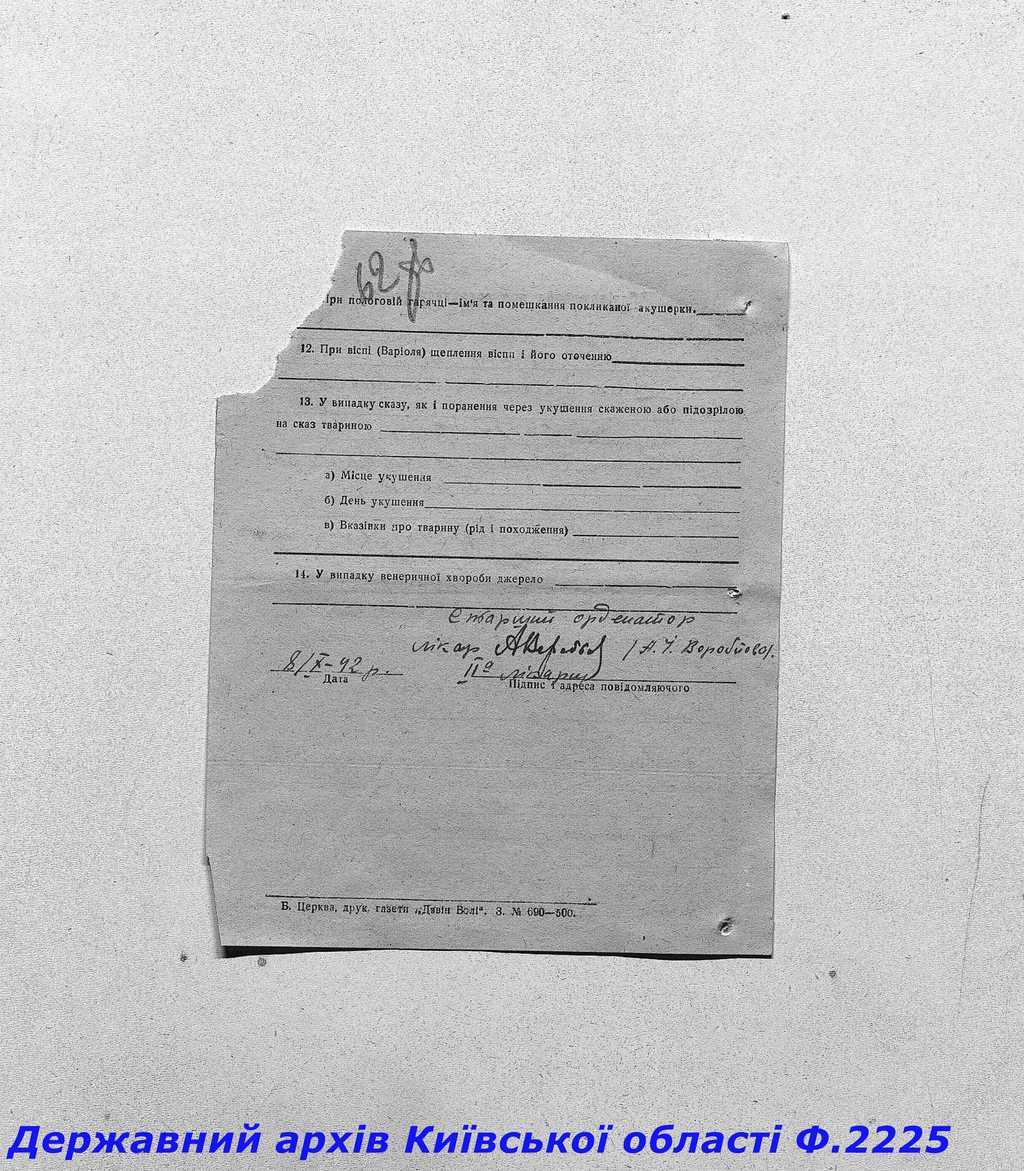 62
При пологовій гарячці—ім'я та помешкання покликаної акушерки.
12. При віспі (Варіоля) щеплення віспи і його оточенню
13. У випадку сказу, як і поранення через укушення скаженою або підозрілою
на сказ твариною
а) Місце укушення
б) День укушення
в) Вказівки про тварину (рід і походження)
14. У випадку венеричної хвороби джерело
Старший орденатор
лікар /А. І. Воробйова/.
8/X-42 р. IIа лікарня
Дата Підпис і адреса повідомляючого
Б. Церква, друк. газети „Дзвін Волі". З. № 690—500.
Державний архів Київської області Ф.2225